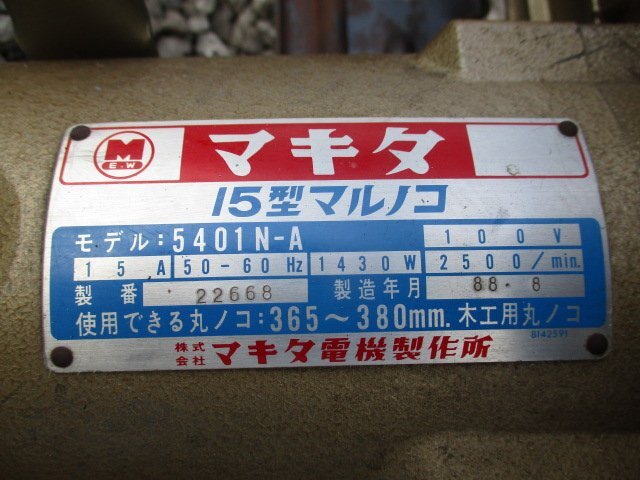 M
E.W
マキタ
15型マルノコ
モデル:5401N-A 100V
15A 50-60Hz 1430W 2500/min.
製番 22668 製造年月 88.8
使用できる丸ノコ:365~380mm. 木工用丸ノコ
8142591
株式会社 マキタ電機製作所